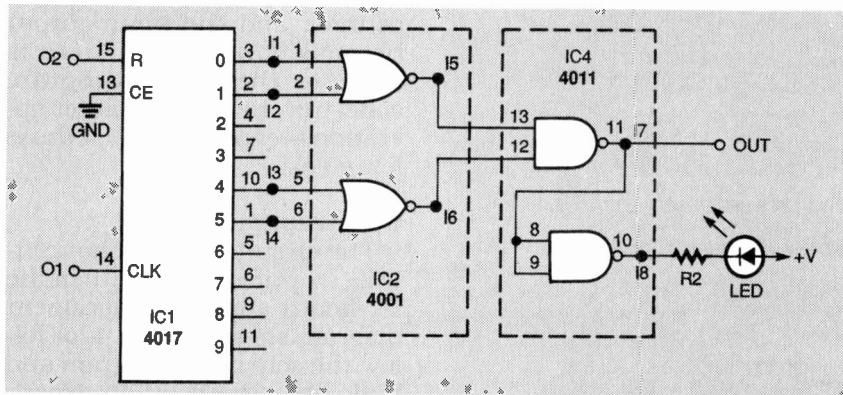 O2 15 R 0 3 I1 1
13 CE 1 2 I2 2
GND
2 4
3 7
4 10 I3 5
5 1 I4 6
6 5
7 6
8 9
9 11
O1 14 CLK
IC1
4017
IC2
4001
I5
I6
IC4
4011
13
12
11 I7 OUT
8
9
10
I8
R2
LED
+V